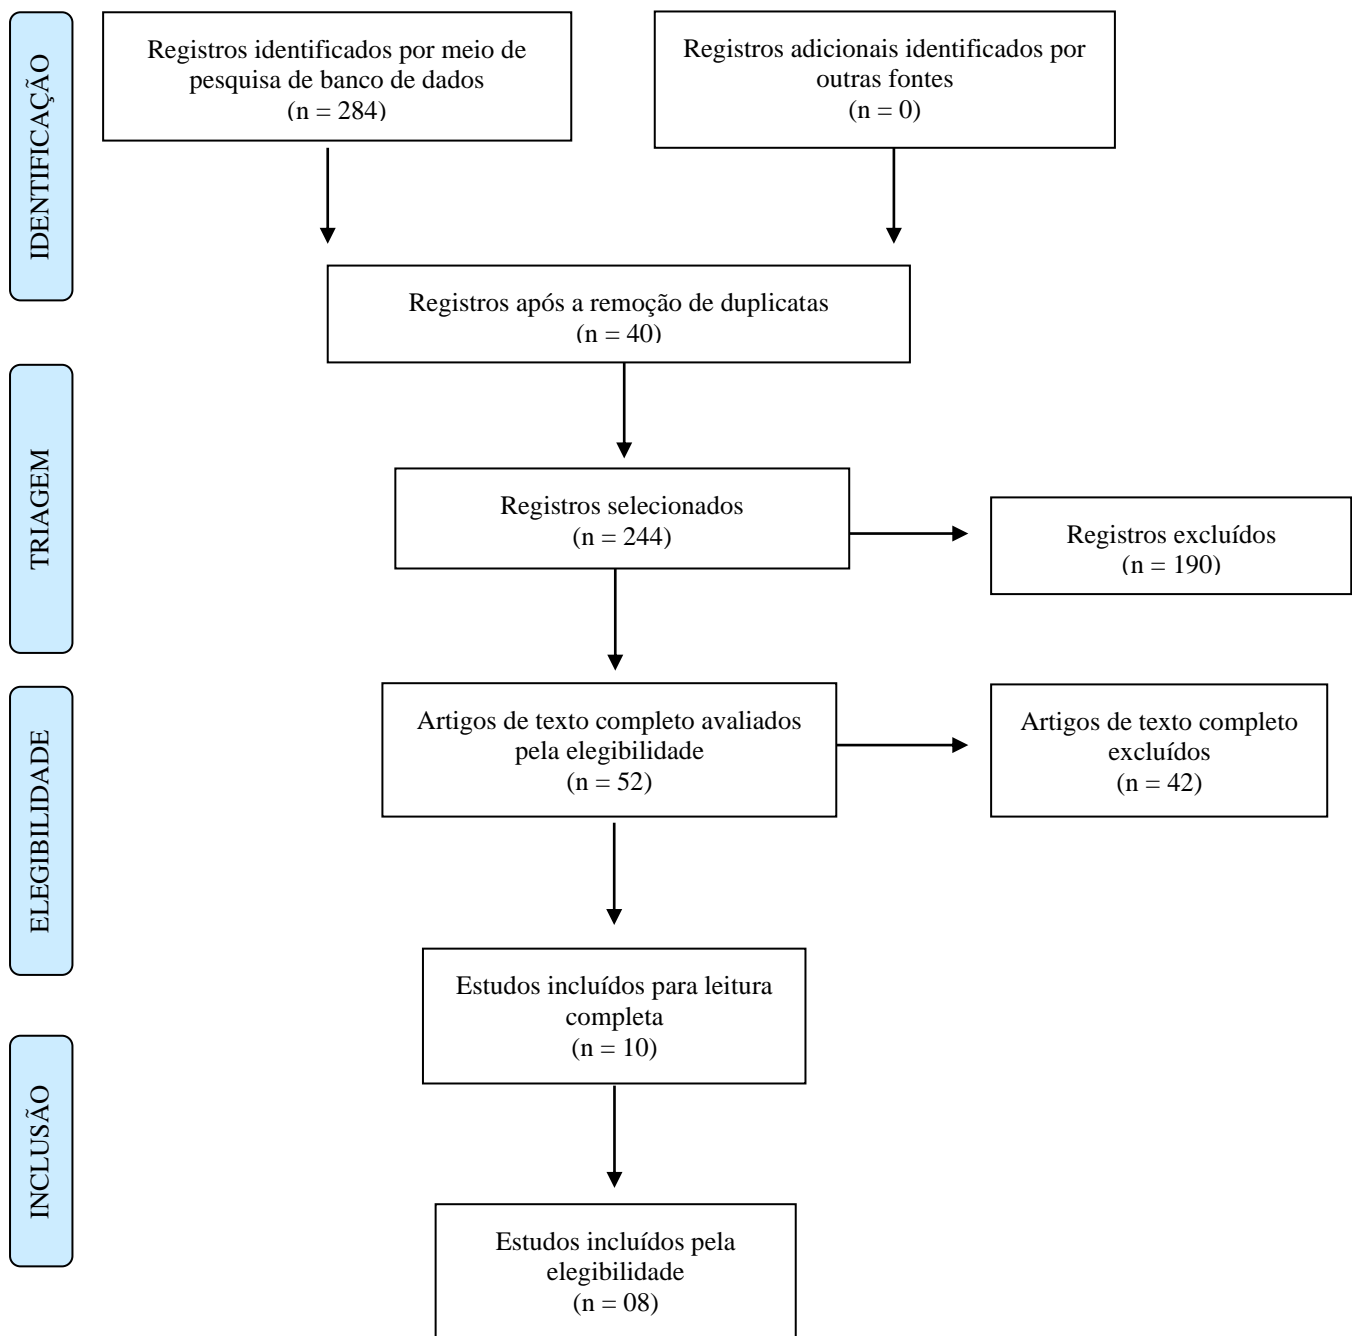 IDENTIFICAÇÃO
Registros identificados por meio de
pesquisa de banco de dados
(n = 284)
Registros adicionais identificados por
outras fontes
(n = 0)
Registros após a remoção de duplicatas
(n = 40)
TRIAGEM
Registros selecionados
(n = 244)
Registros excluídos
(n = 190)
ELEGIBILIDADE
Artigos de texto completo avaliados
pela elegibilidade
(n = 52)
Artigos de texto completo
excluídos
(n = 42)
Estudos incluídos para leitura
completa
(n = 10)
INCLUSÃO
Estudos incluídos pela
elegibilidade
(n = 08)